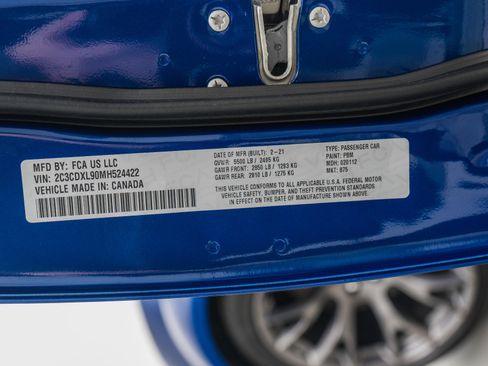 MFD BY: FCA US LLC
VIN: 2C3CDXL90MH524422
VEHICLE MADE IN: CANADA
DATE OF MFR (BUILT): 2-21
GVWR: 5500 LB / 2495 KG
GAWR FRONT: 2850 LB / 1293 KG
GAWR REAR: 2810 LB / 1275 KG
TYPE: PASSENGER CAR
PAINT: PBM
MDH: 020112
MKT: B75
THIS VEHICLE CONFORMS TO ALL APPLICABLE U.S.A. FEDERAL MOTOR
VEHICLE SAFETY, BUMPER, AND THEFT PREVENTION STANDARDS
IN EFFECT ON THE DATE OF MANUFACTURE SHOWN ABOVE.